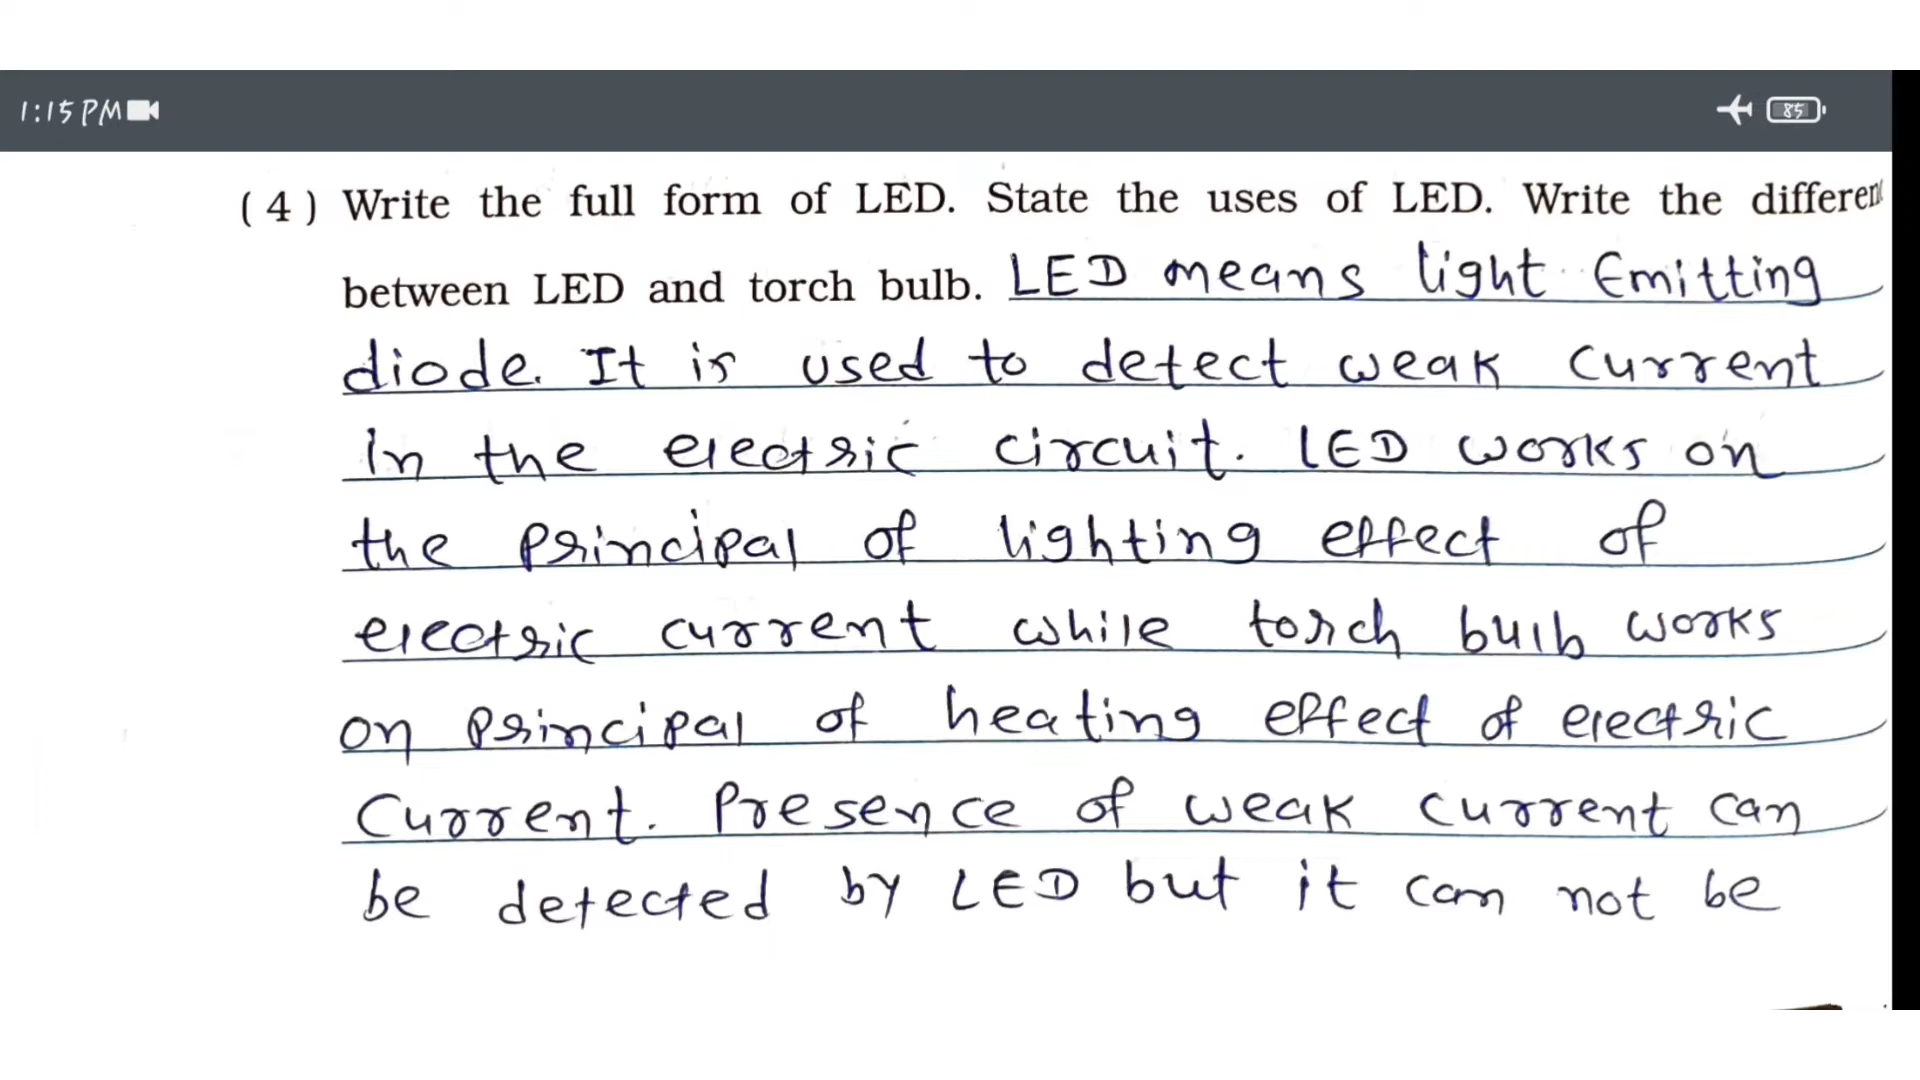 1:15 PM
85
( 4 ) Write the full form of LED. State the uses of LED. Write the differen
between LED and torch bulb. LED means light Emitting
diode. It is used to detect weak current
in the electric circuit. LED works on
the principal of lighting effect of
electric current while torch bulb works
on principal of heating effect of electric
Current. Presence of weak current can
be detected by LED but it can not be